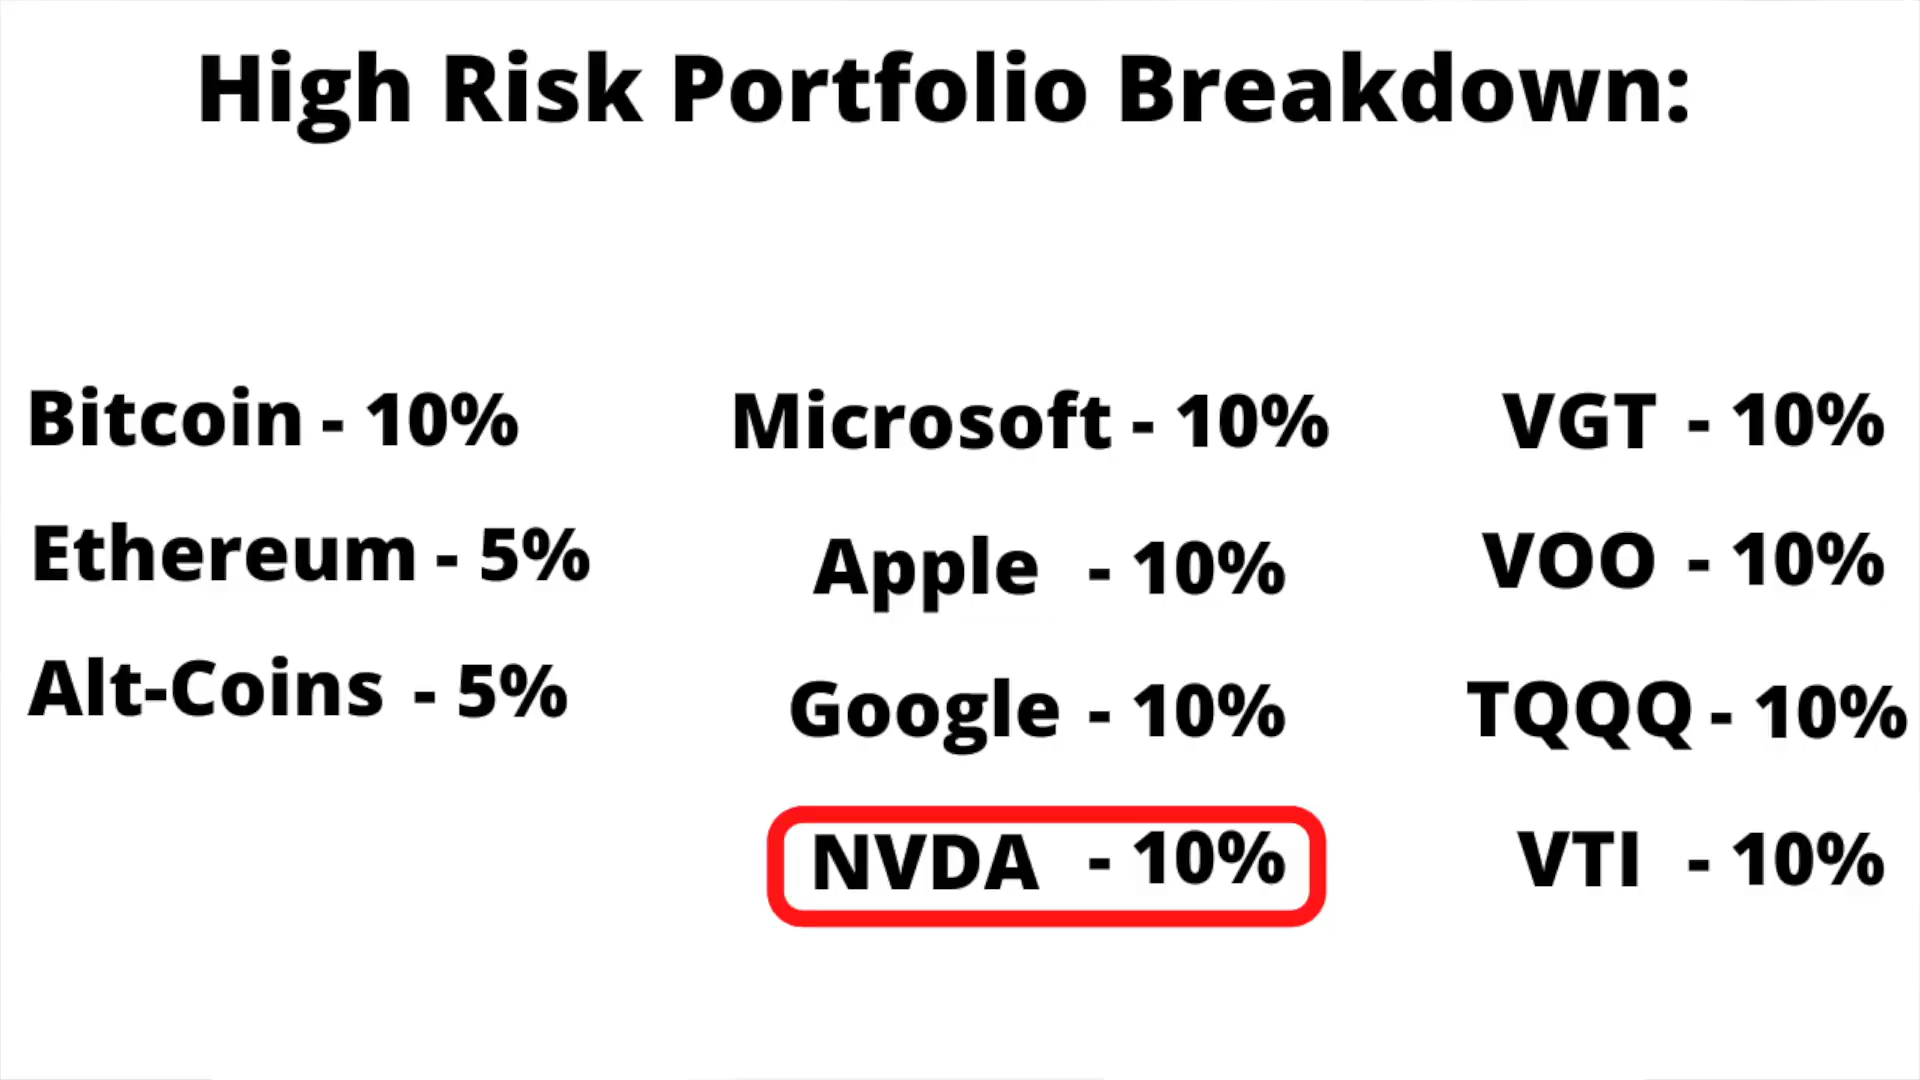 High Risk Portfolio Breakdown:
Bitcoin - 10%
Ethereum - 5%
Alt-Coins - 5%
Microsoft - 10%
Apple - 10%
Google - 10%
NVDA - 10%
VGT - 10%
VOO - 10%
TQQQ - 10%
VTI - 10%